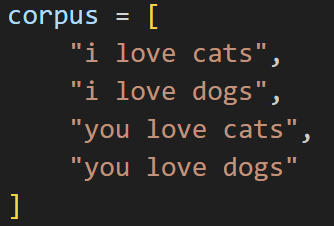 corpus = [
    "i love cats",
    "i love dogs",
    "you love cats",
    "you love dogs"
]